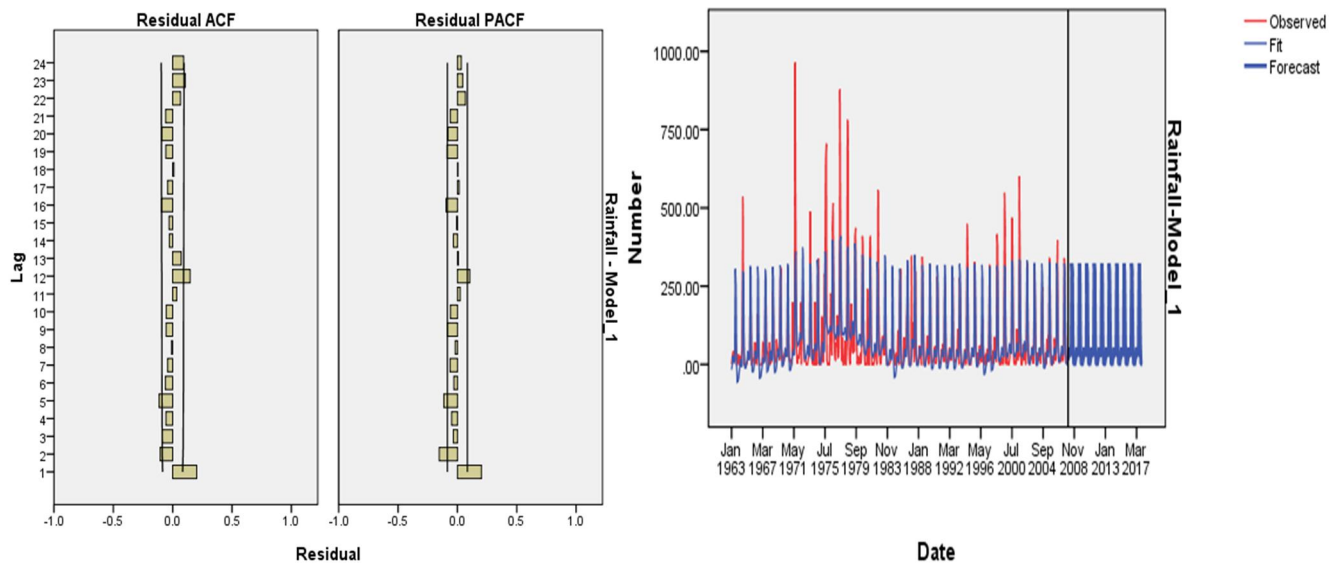 Residual ACF
Residual PACF
24
23
22
21
20
19
18
17
16
15
14
13
12
11
10
9
8
7
6
5
4
3
2
1
Lag
-1.0 -0.5 0.0 0.5 1.0
-1.0 -0.5 0.0 0.5 1.0
Residual
Rainfall - Model_1
Number
1000.00
750.00
500.00
250.00
.00
Jan Mar May Jul Sep Nov Jan Mar May Jul Sep Nov Jan Mar
1963 1967 1971 1975 1979 1983 1988 1992 1996 2000 2004 2008 2013 2017
Date
Rainfall-Model_1
Observed
Fit
Forecast